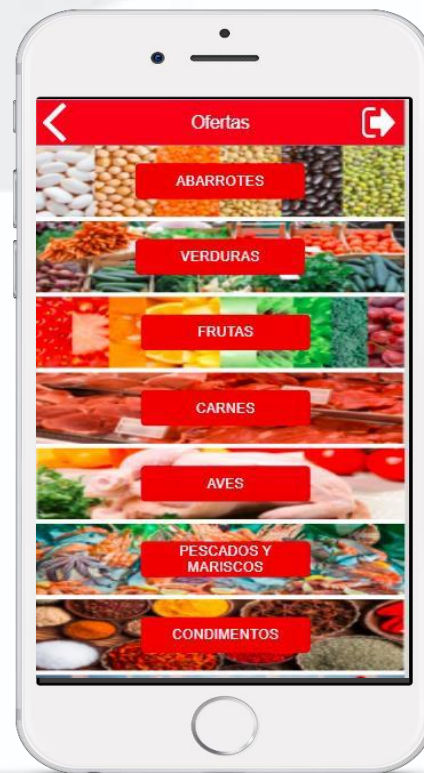 Ofertas
ABARROTES
VERDURAS
FRUTAS
CARNES
AVES
PESCADOS Y
MARISCOS
CONDIMENTOS